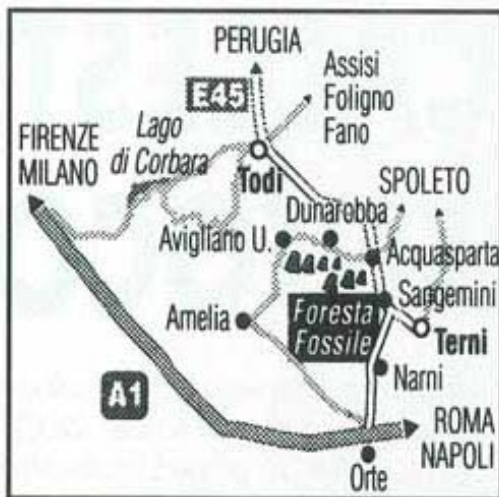 PERUGIA
E45
Assisi
Foligno
Fano
Lago
di Corbara
FIRENZE
MILANO
Todi
SPOLETO
Dunarobba
Avigliano U.
Acquasparta
Sangemini
Foresta
Fossile
Amelia
Terni
Narni
A1
ROMA
NAPOLI
Orte